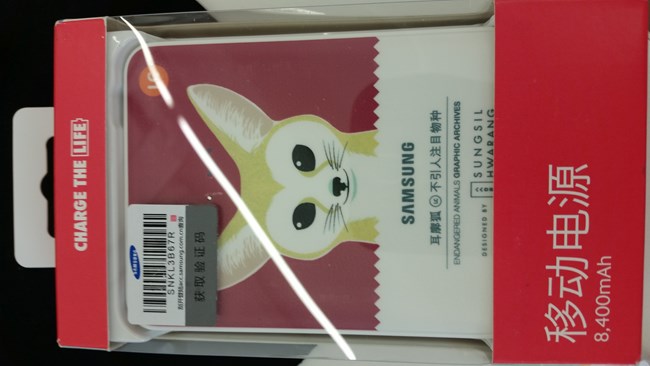 CHARGE THE LIFE
01
SAMSUNG
SNKL3B67R
获取验证码
SAMSUNG
耳廓狐 不引人注目物种
ENDANGERED ANIMALS GRAPHIC ARCHIVES
DESIGNED BY
SUNGSIL
HWARANG
移动电源
8,400mAh